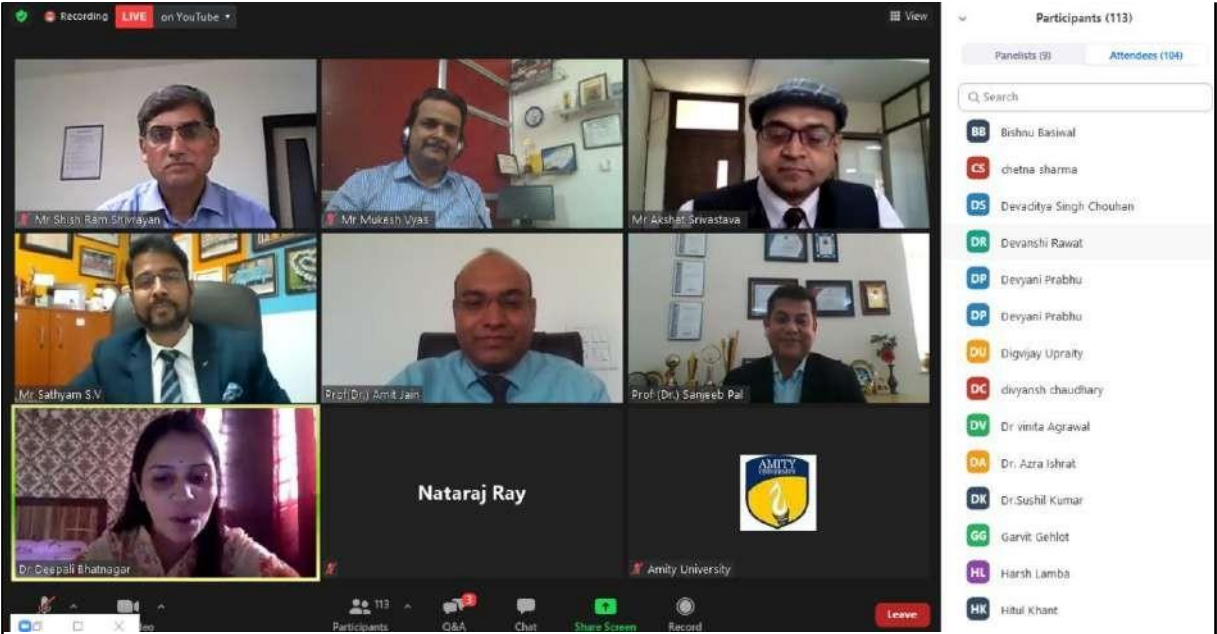 Recording LIVE on YouTube
View
Mr Shish Ram Shivrayan
Mr Mukesh Vyas
Mr Akshat Srivastava
Mr Sathyam S.V
Prof(Dr.) Amit Jain
Prof (Dr.) Sanjeeb Pal
Dr. Deepali Bhatnagar
Nataraj Ray
AMITY
UNIVERSITY
Amity University
113
Participants
3
Q&A
Chat
Share Screen
Record
Leave
Participants (113)
Panelists (9) Attendees (104)
Search
BB Bishnu Basiwal
CS chetna sharma
DS Devaditya Singh Chouhan
DR Devanshi Rawat
DP Devyani Prabhu
DP Devyani Prabhu
DU Digvijay Upraity
DC divyansh chaudhary
DV Dr vinita Agrawal
DA Dr. Azra Ishrat
DK Dr.Sushil Kumar
GG Garvit Gehlot
HL Harsh Lamba
HK Hitul Khant